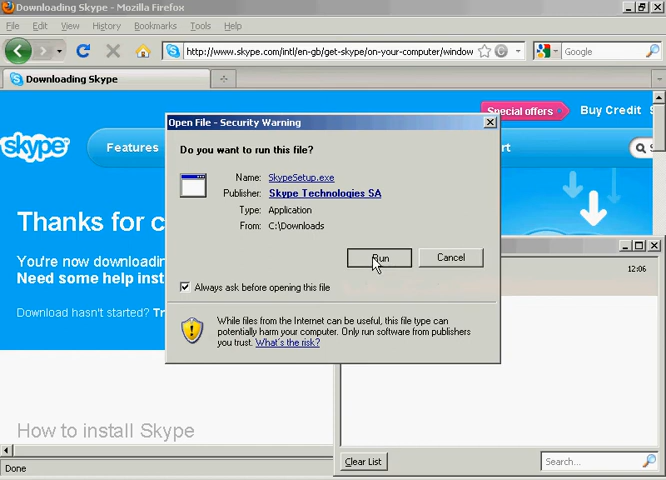 Downloading Skype - Mozilla Firefox
File Edit View History Bookmarks Tools Help
http://www.skype.com/intl/en-gb/get-skype/on-your-computer/window
Google
Downloading Skype
Special offers
Buy Credit
skype
Features
Thanks for c
You're now downloading
Need some help inst
Download hasn't started? Tr
How to install Skype
Open File - Security Warning
Do you want to run this file?
Name: SkypeSetup.exe
Publisher: Skype Technologies SA
Type: Application
From: C:\Downloads
Run Cancel
Always ask before opening this file
While files from the Internet can be useful, this file type can
potentially harm your computer. Only run software from publishers
you trust. What's the risk?
12:06
Clear List
Search...
Done